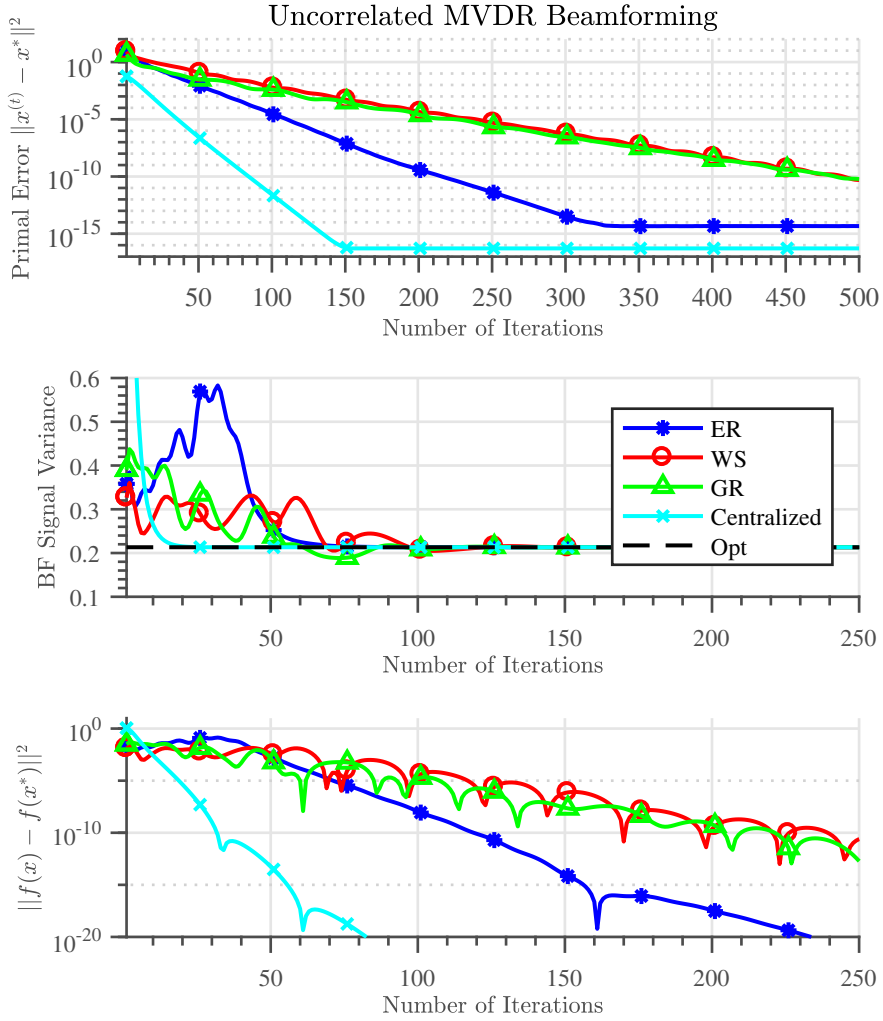 Uncorrelated MVDR Beamforming
Primal Error ||x^(t) − x*||²
10^0
10^-5
10^-10
10^-15
50 100 150 200 250 300 350 400 450 500
Number of Iterations
BF Signal Variance
0.6
0.5
0.4
0.3
0.2
0.1
ER
WS
GR
Centralized
Opt
50 100 150 200 250
Number of Iterations
||f(x) − f(x*)||²
10^0
10^-10
10^-20
50 100 150 200 250
Number of Iterations